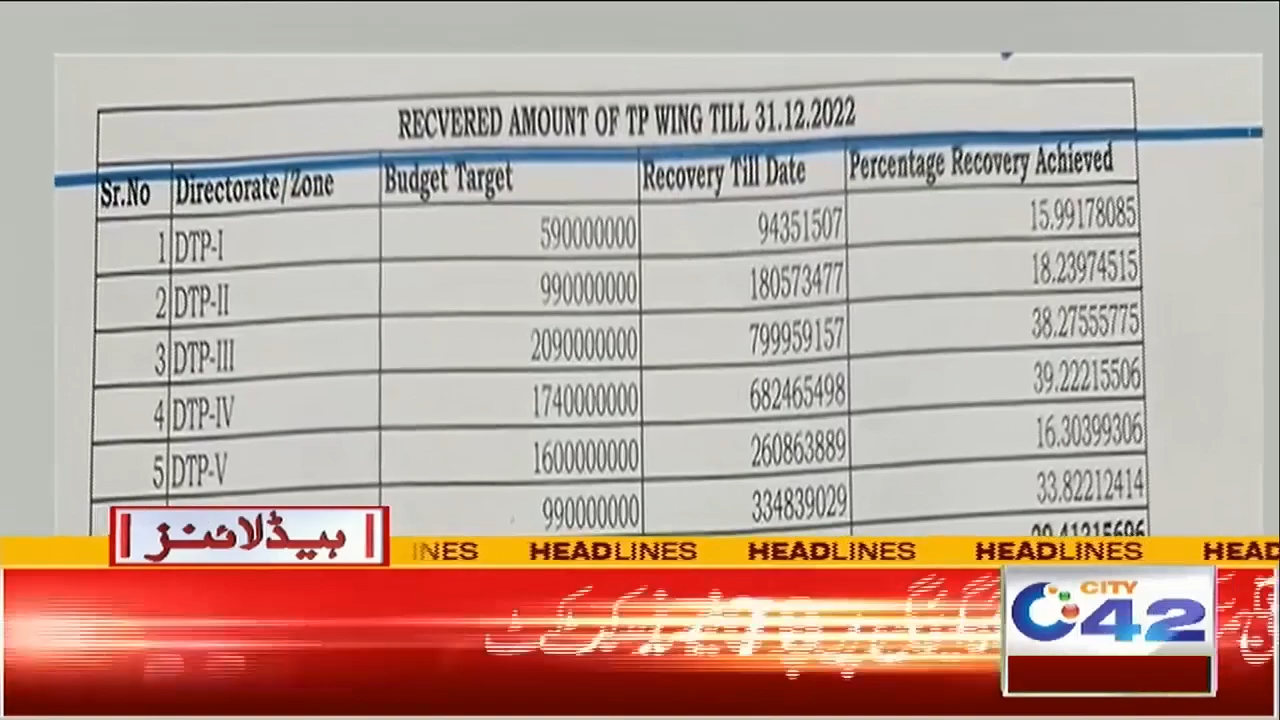 RECVERED AMOUNT OF TP WING TILL 31.12.2022
Sr.No Directorate/Zone Budget Target Recovery Till Date Percentage Recovery Achieved
1 DTP-I 590000000 94351507 15.99178085
2 DTP-II 990000000 180573477 18.23974515
3 DTP-III 2090000000 799959157 38.27555775
4 DTP-IV 1740000000 682465498 39.22215506
5 DTP-V 1600000000 260863889 16.30399306
990000000 334839029 33.82212414
ہیڈلائنز
INES HEADLINES HEADLINES HEADLINES HEAD
CITY
42